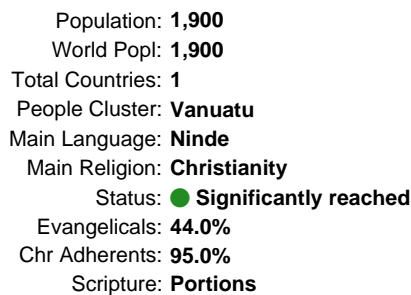 Population: 1,900
World Popl: 1,900
Total Countries: 1
People Cluster: Vanuatu
Main Language: Ninde
Main Religion: Christianity
Status: Significantly reached
Evangelicals: 44.0%
Chr Adherents: 95.0%
Scripture: Portions